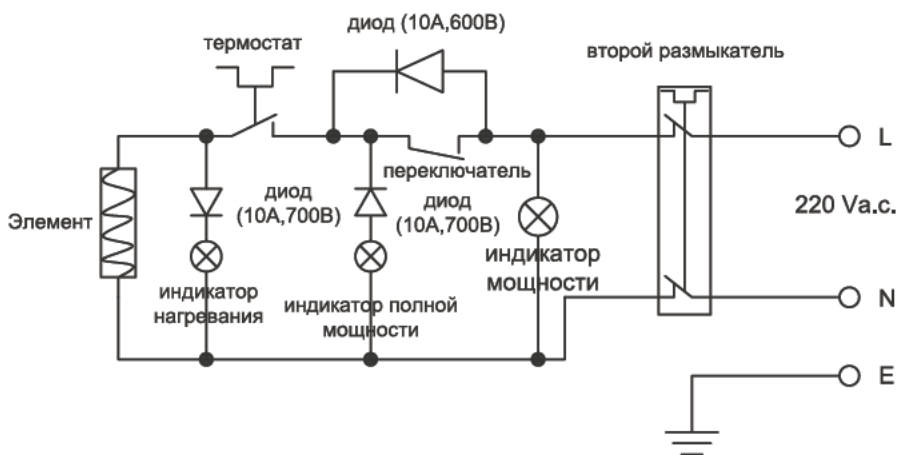 диод (10А,600В)
термостат
второй размыкатель
L
переключатель
диод
(10А,700В)
диод
(10А,700В)
220 Va.c.
Элемент
индикатор
мощности
индикатор
нагревания
индикатор полной
мощности
N
E